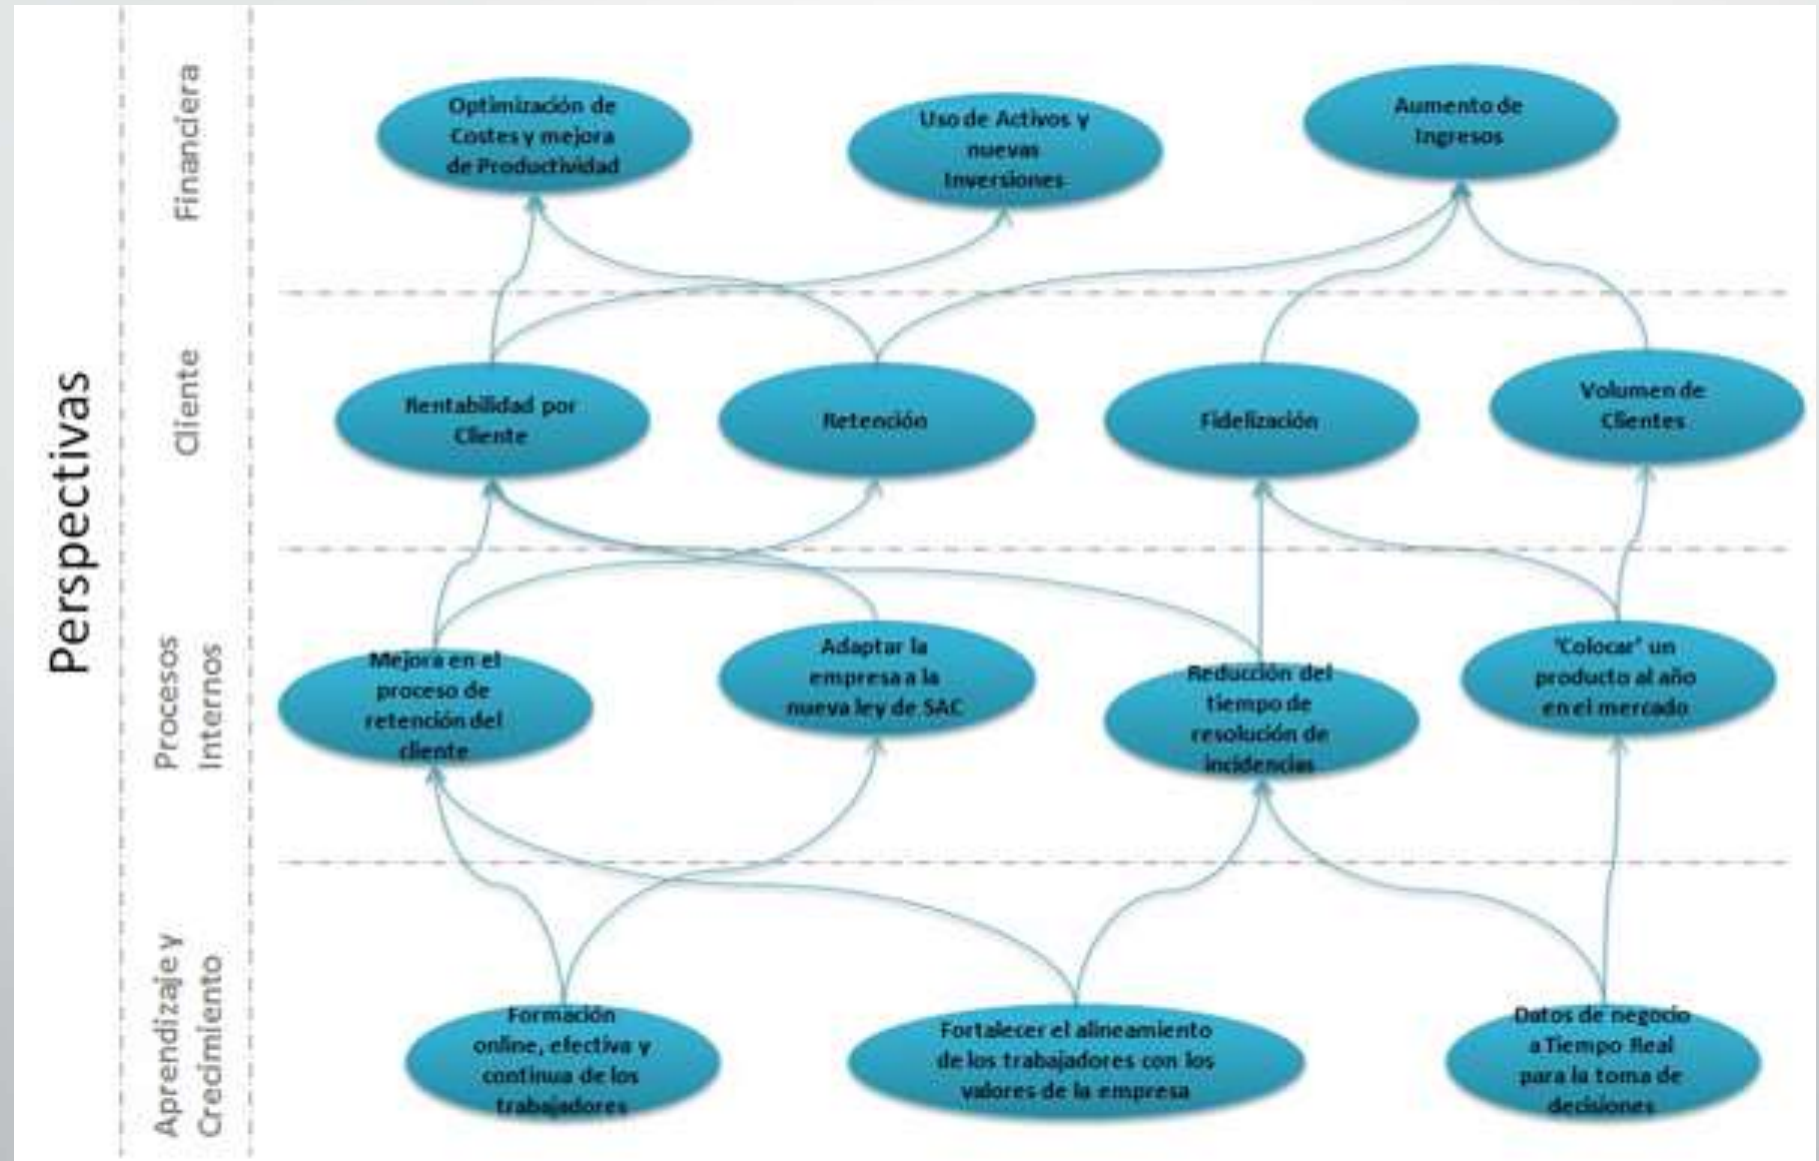 Perspectivas
Financiera
Optimización de
Costes y mejora
de Productividad
Uso de Activos y
nuevas
Inversiones
Aumento de
Ingresos
Cliente
Rentabilidad por
Cliente
Retención
Fidelización
Volumen de
Clientes
Procesos
Internos
Mejora en el
proceso de
retención del
cliente
Adaptar la
empresa a la
nueva ley de SAC
Reducción del
tiempo de
resolución de
incidencias
'Colocar' un
producto al año
en el mercado
Aprendizaje y
Crecimiento
Formación
online, efectiva y
continua de los
trabajadores
Fortalecer el alineamiento
de los trabajadores con los
valores de la empresa
Datos de negocio
a Tiempo Real
para la toma de
decisiones